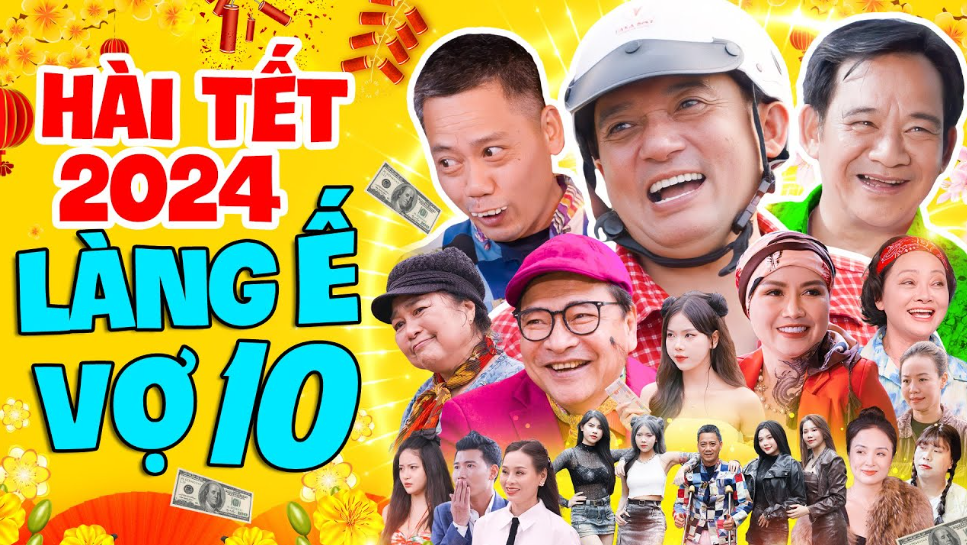 HÀI TẾT
2024
LÀNG Ế
VỢ 10